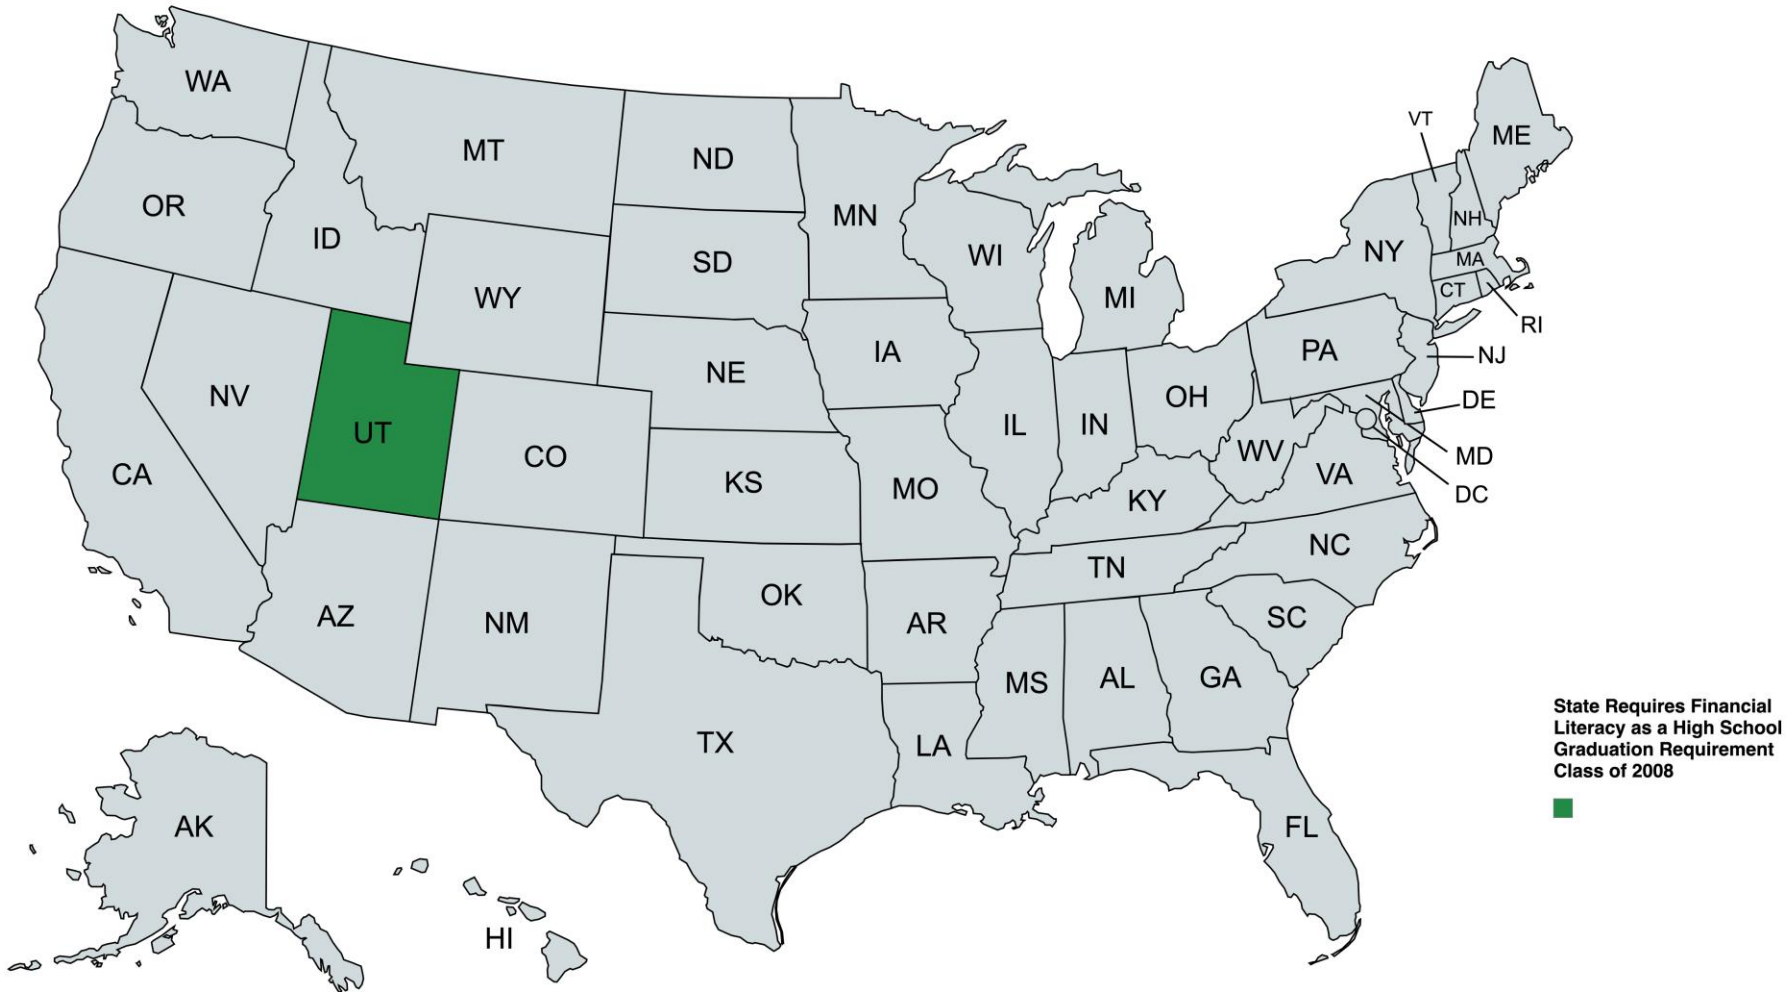 WA
MT
ND
VT
ME
OR
MN
ID
NH
SD
WI
NY
MA
WY
MI
CT
RI
IA
PA
NJ
NE
NV
OH
DE
UT
IL
IN
CO
WV
MD
CA
KS
MO
VA
DC
KY
NC
TN
OK
AZ
NM
AR
SC
MS
AL
GA
TX
LA
State Requires Financial
Literacy as a High School
Graduation Requirement
Class of 2008
AK
FL
HI